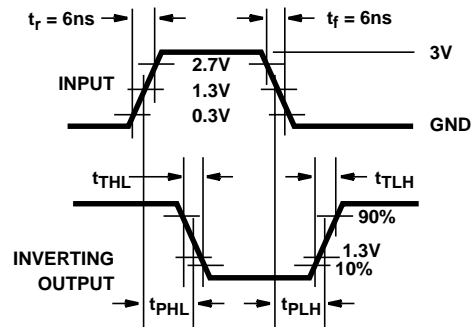 tr = 6ns
tf = 6ns
3V
2.7V
INPUT
1.3V
0.3V
GND
tTHL
tTLH
90%
1.3V
INVERTING
OUTPUT
10%
tPHL
tPLH